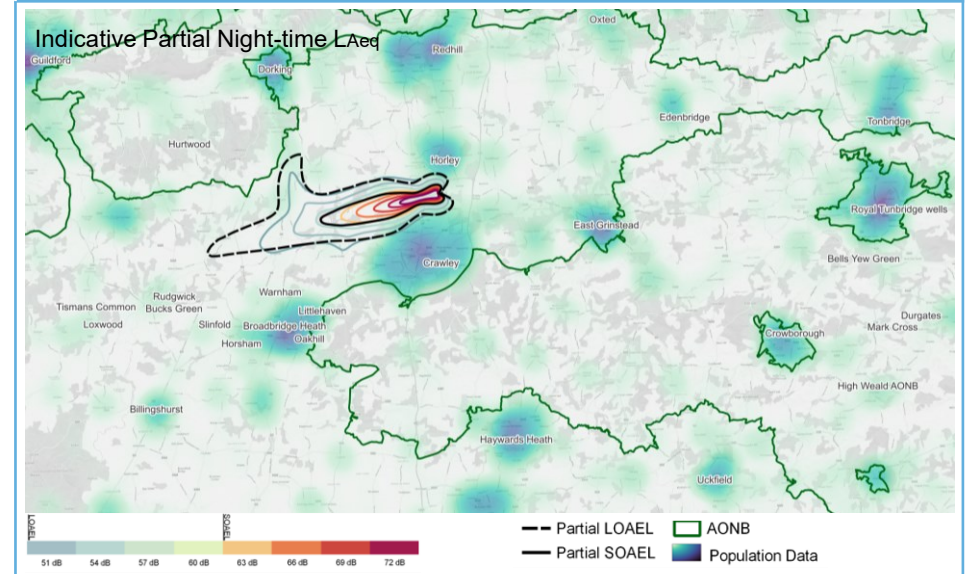 Indicative Partial Night-time LAeq
Oxted
Redhill
Guildford
Dorking
Edenbridge
Tonbridge
Hurtwood
Horley
Royal Tunbridge wells
East Grinstead
Bells Yew Green
Crawley
Warnham
Rudgwick
Bucks Green
Tismans Common
Littlehaven
Loxwood
Slinfold
Broadbridge Heath
Oakhill
Horsham
Durgates
Mark Cross
Crowborough
High Weald AONB
Billingshurst
Haywards Heath
Uckfield
LOAEL
SOAEL
51 dB 54 dB 57 dB 60 dB 63 dB 66 dB 69 dB 72 dB
Partial LOAEL
AONB
Partial SOAEL
Population Data